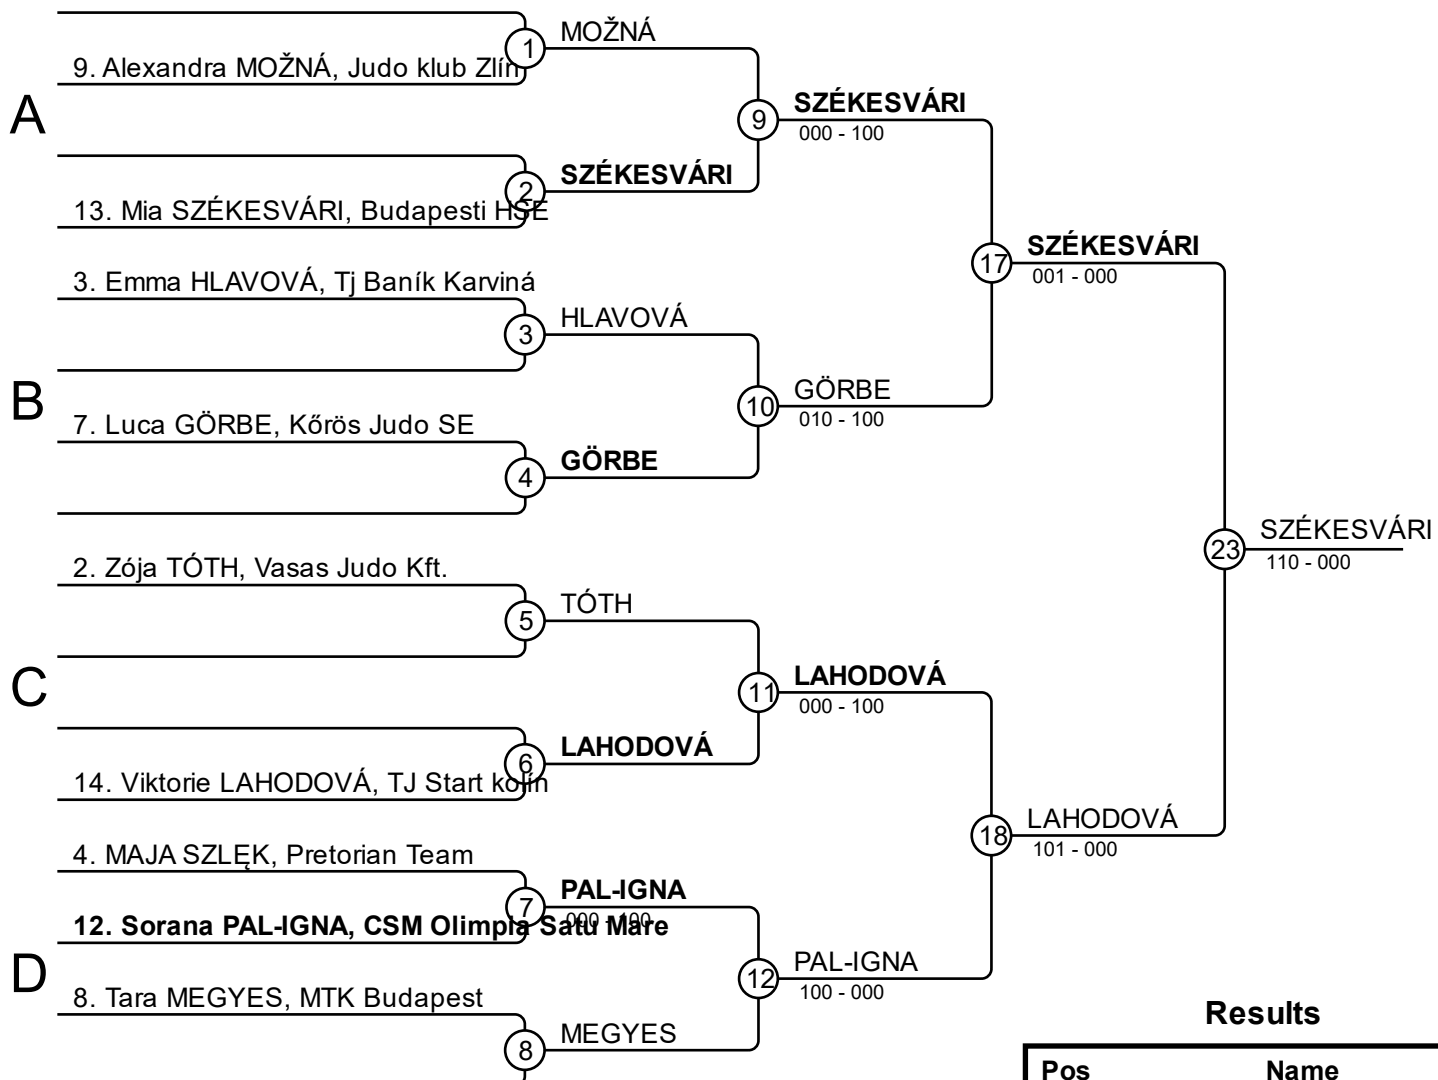 1
MOŽNÁ
9. Alexandra MOŽNÁ, Judo klub Zlín
A
9
SZÉKESVÁRI
000 - 100
2
SZÉKESVÁRI
13. Mia SZÉKESVÁRI, Budapesti HSE
17
SZÉKESVÁRI
001 - 000
3. Emma HLAVOVÁ, Tj Baník Karviná
3
HLAVOVÁ
B
10
GÖRBE
010 - 100
7. Luca GÖRBE, Kőrös Judo SE
4
GÖRBE
23
SZÉKESVÁRI
110 - 000
2. Zója TÓTH, Vasas Judo Kft.
5
TÓTH
C
11
LAHODOVÁ
000 - 100
6
LAHODOVÁ
14. Viktorie LAHODOVÁ, TJ Start kolín
18
LAHODOVÁ
101 - 000
4. MAJA SZLĘK, Pretorian Team
7
PAL-IGNA
000 - 100
12. Sorana PAL-IGNA, CSM Olimpia Satu Mare
D
12
PAL-IGNA
100 - 000
8. Tara MEGYES, MTK Budapest
8
MEGYES
Results
Pos Name